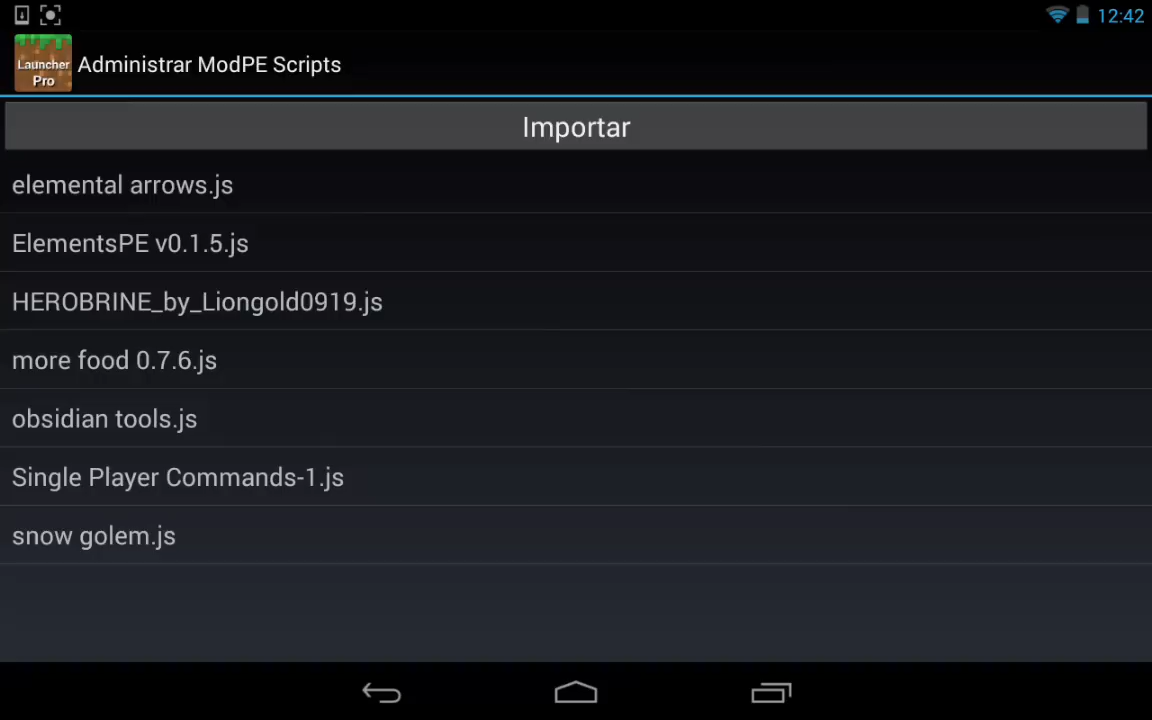 12:42
Launcher
Pro
Administrar ModPE Scripts
Importar
elemental arrows.js
ElementsPE v0.1.5.js
HEROBRINE_by_Liongold0919.js
more food 0.7.6.js
obsidian tools.js
Single Player Commands-1.js
snow golem.js